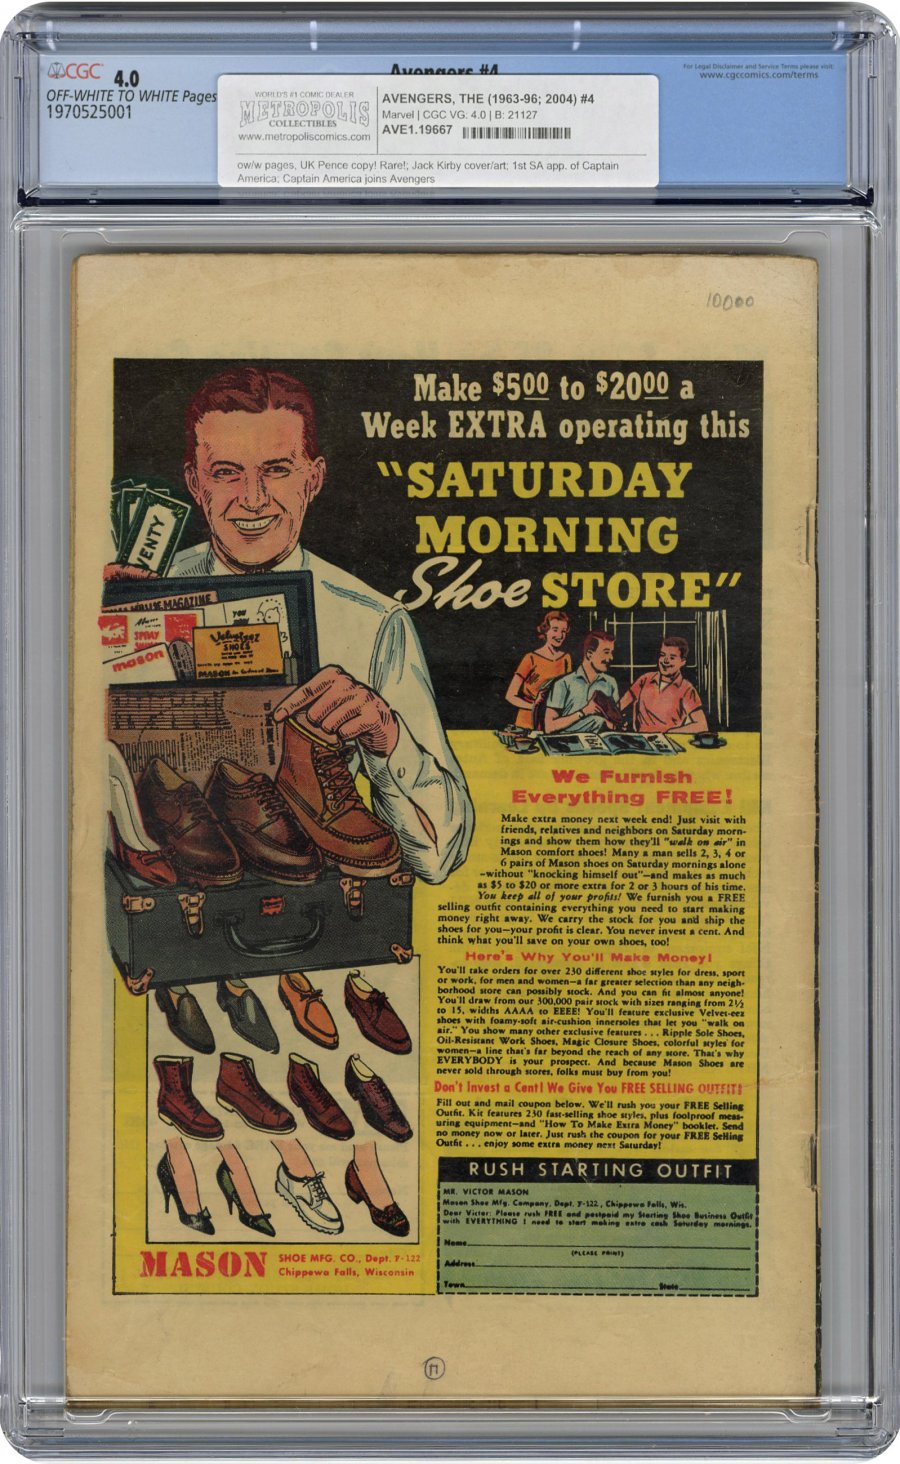 CGC 4.0
OFF-WHITE TO WHITE Pages
1970525001
Avengers #4
For Legal Disclaimer and Service Terms please visit:
www.cgccomics.com/terms
WORLD'S #1 COMIC DEALER
METROPOLIS
COLLECTIBLES
www.metropoliscomics.com
AVENGERS, THE (1963-96; 2004) #4
Marvel | CGC VG: 4.0 | B: 21127
AVE1.19667
ow/w pages, UK Pence copy! Rare!; Jack Kirby cover/art; 1st SA app. of Captain
America; Captain America joins Avengers
10000
Make $500 to $2000 a
Week EXTRA operating this
"SATURDAY
MORNING
Shoe STORE"
VENTY
MAGAZINE
SPRAY
mason
Velveteez
SHOES
MASON
We Furnish
Everything FREE!
Make extra money next week end! Just visit with
friends, relatives and neighbors on Saturday morn-
ings and show them how they'll "walk on air" in
Mason comfort shoes! Many a man sells 2, 3, 4 or
6 pairs of Mason shoes on Saturday mornings alone
–without "knocking himself out"–and makes as much
as $5 to $20 or more extra for 2 or 3 hours of his time.
You keep all of your profits! We furnish you a FREE
selling outfit containing everything you need to start making
money right away. We carry the stock for you and ship the
shoes for you–your profit is clear. You never invest a cent. And
think what you'll save on your own shoes, too!
Here's Why You'll Make Money!
You'll take orders for over 230 different shoe styles for dress, sport
or work, for men and women–a far greater selection than any neigh-
borhood store can possibly stock. And you can fit almost anyone!
You'll draw from our 300,000 pair stock with sizes ranging from 2½
to 15, widths AAAA to EEEE! You'll feature exclusive Velvet-eez
shoes with foamy-soft air-cushion innersoles that let you "walk on
air." You show many other exclusive features . . . Ripple Sole Shoes,
Oil-Resistant Work Shoes, Magic Closure Shoes, colorful styles for
women–a line that's far beyond the reach of any store. That's why
EVERYBODY is your prospect. And because Mason Shoes are
never sold through stores, folks must buy from you!
Don't Invest a Cent! We Give You FREE SELLING OUTFIT!
Fill out and mail coupon below. We'll rush you your FREE Selling
Outfit. Kit features 230 fast-selling shoe styles, plus foolproof meas-
uring equipment–and "How To Make Extra Money" booklet. Send
no money now or later. Just rush the coupon for your FREE Selling
Outfit . . . enjoy some extra money next Saturday!
RUSH STARTING OUTFIT
MR. VICTOR MASON
Mason Shoe Mfg. Company, Dept. F-122, Chippewa Falls, Wis.
Dear Victor: Please rush FREE and postpaid my Starting Shoe Business Outfit
with EVERYTHING I need to start making extra cash Saturday mornings.
Name
(PLEASE PRINT)
Address
Town State
MASON SHOE MFG. CO., Dept. F-122
Chippewa Falls, Wisconsin